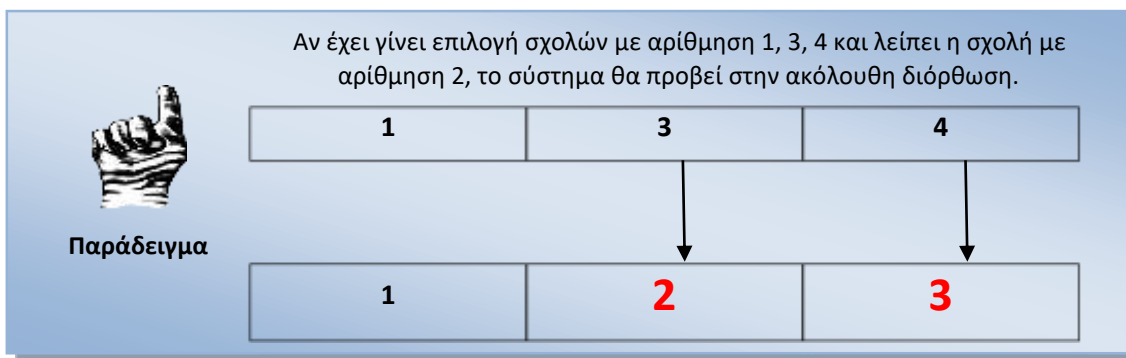 Αν έχει γίνει επιλογή σχολών με αρίθμηση 1, 3, 4 και λείπει η σχολή με
αρίθμηση 2, το σύστημα θα προβεί στην ακόλουθη διόρθωση.
1 3 4
Παράδειγμα
1 2 3